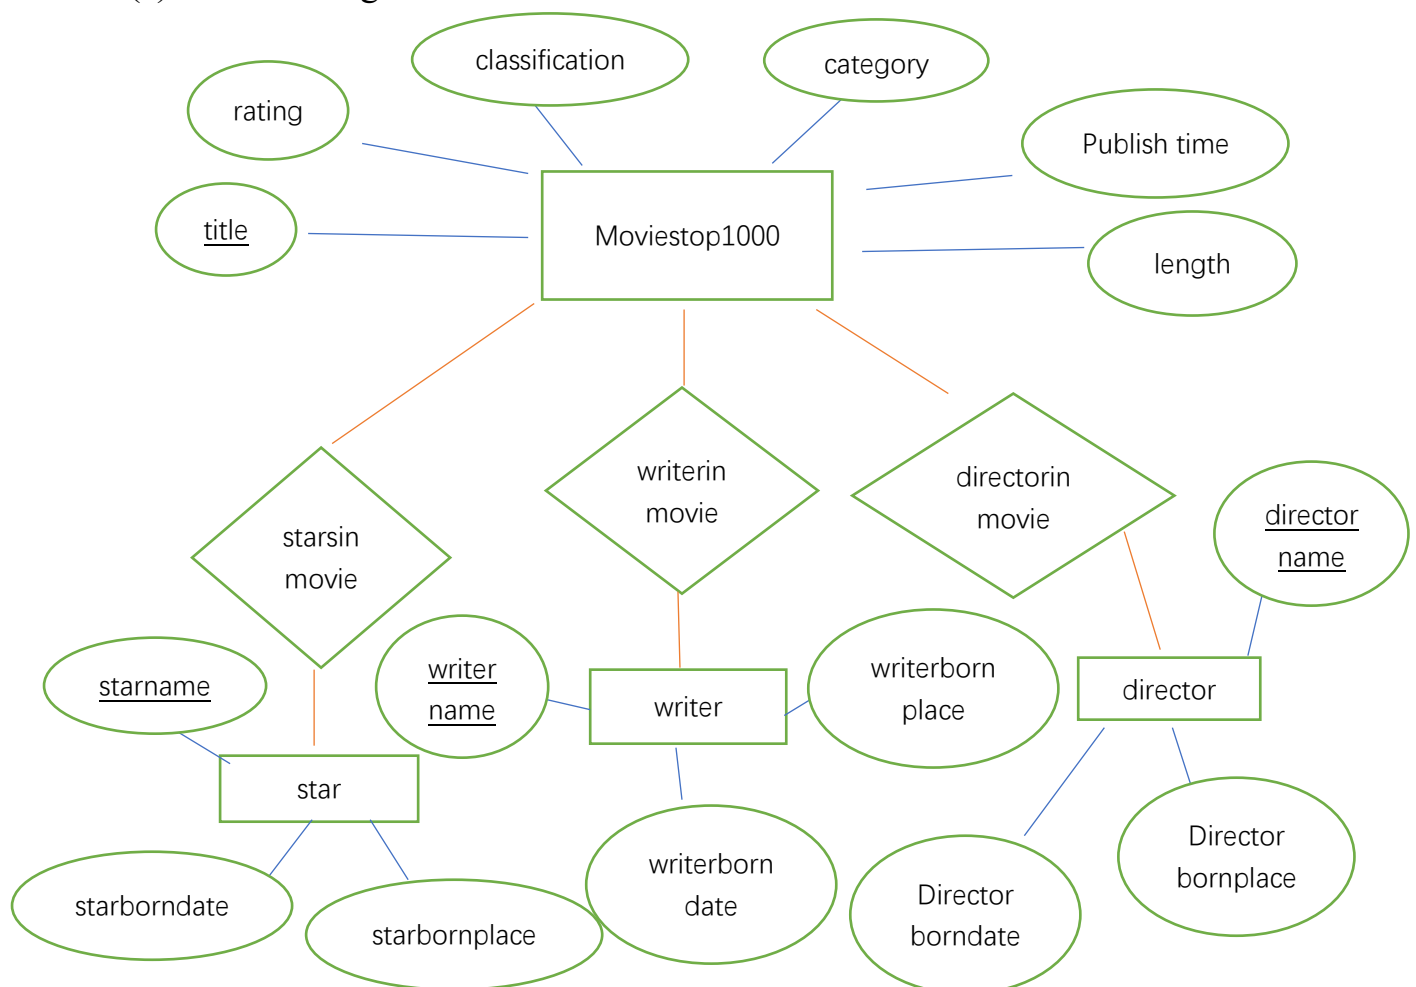 classification
category
rating
Publish time
title
Moviestop1000
length
writerin
movie
directorin
movie
starsin
movie
director
name
starname
writer
name
writer
writerborn
place
director
star
starborndate
starbornplace
writerborn
date
Director
borndate
Director
bornplace